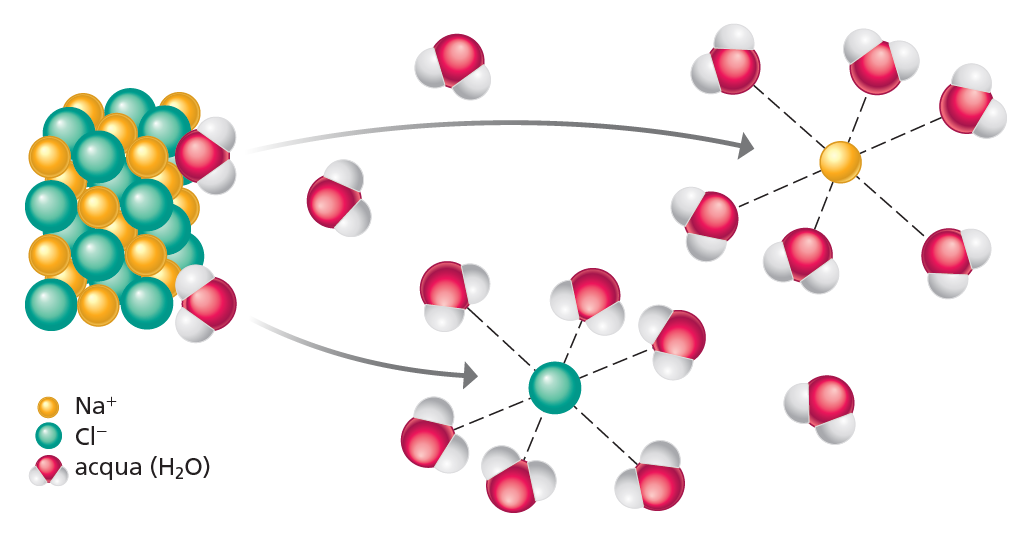 Na⁺
Cl⁻
acqua (H₂O)